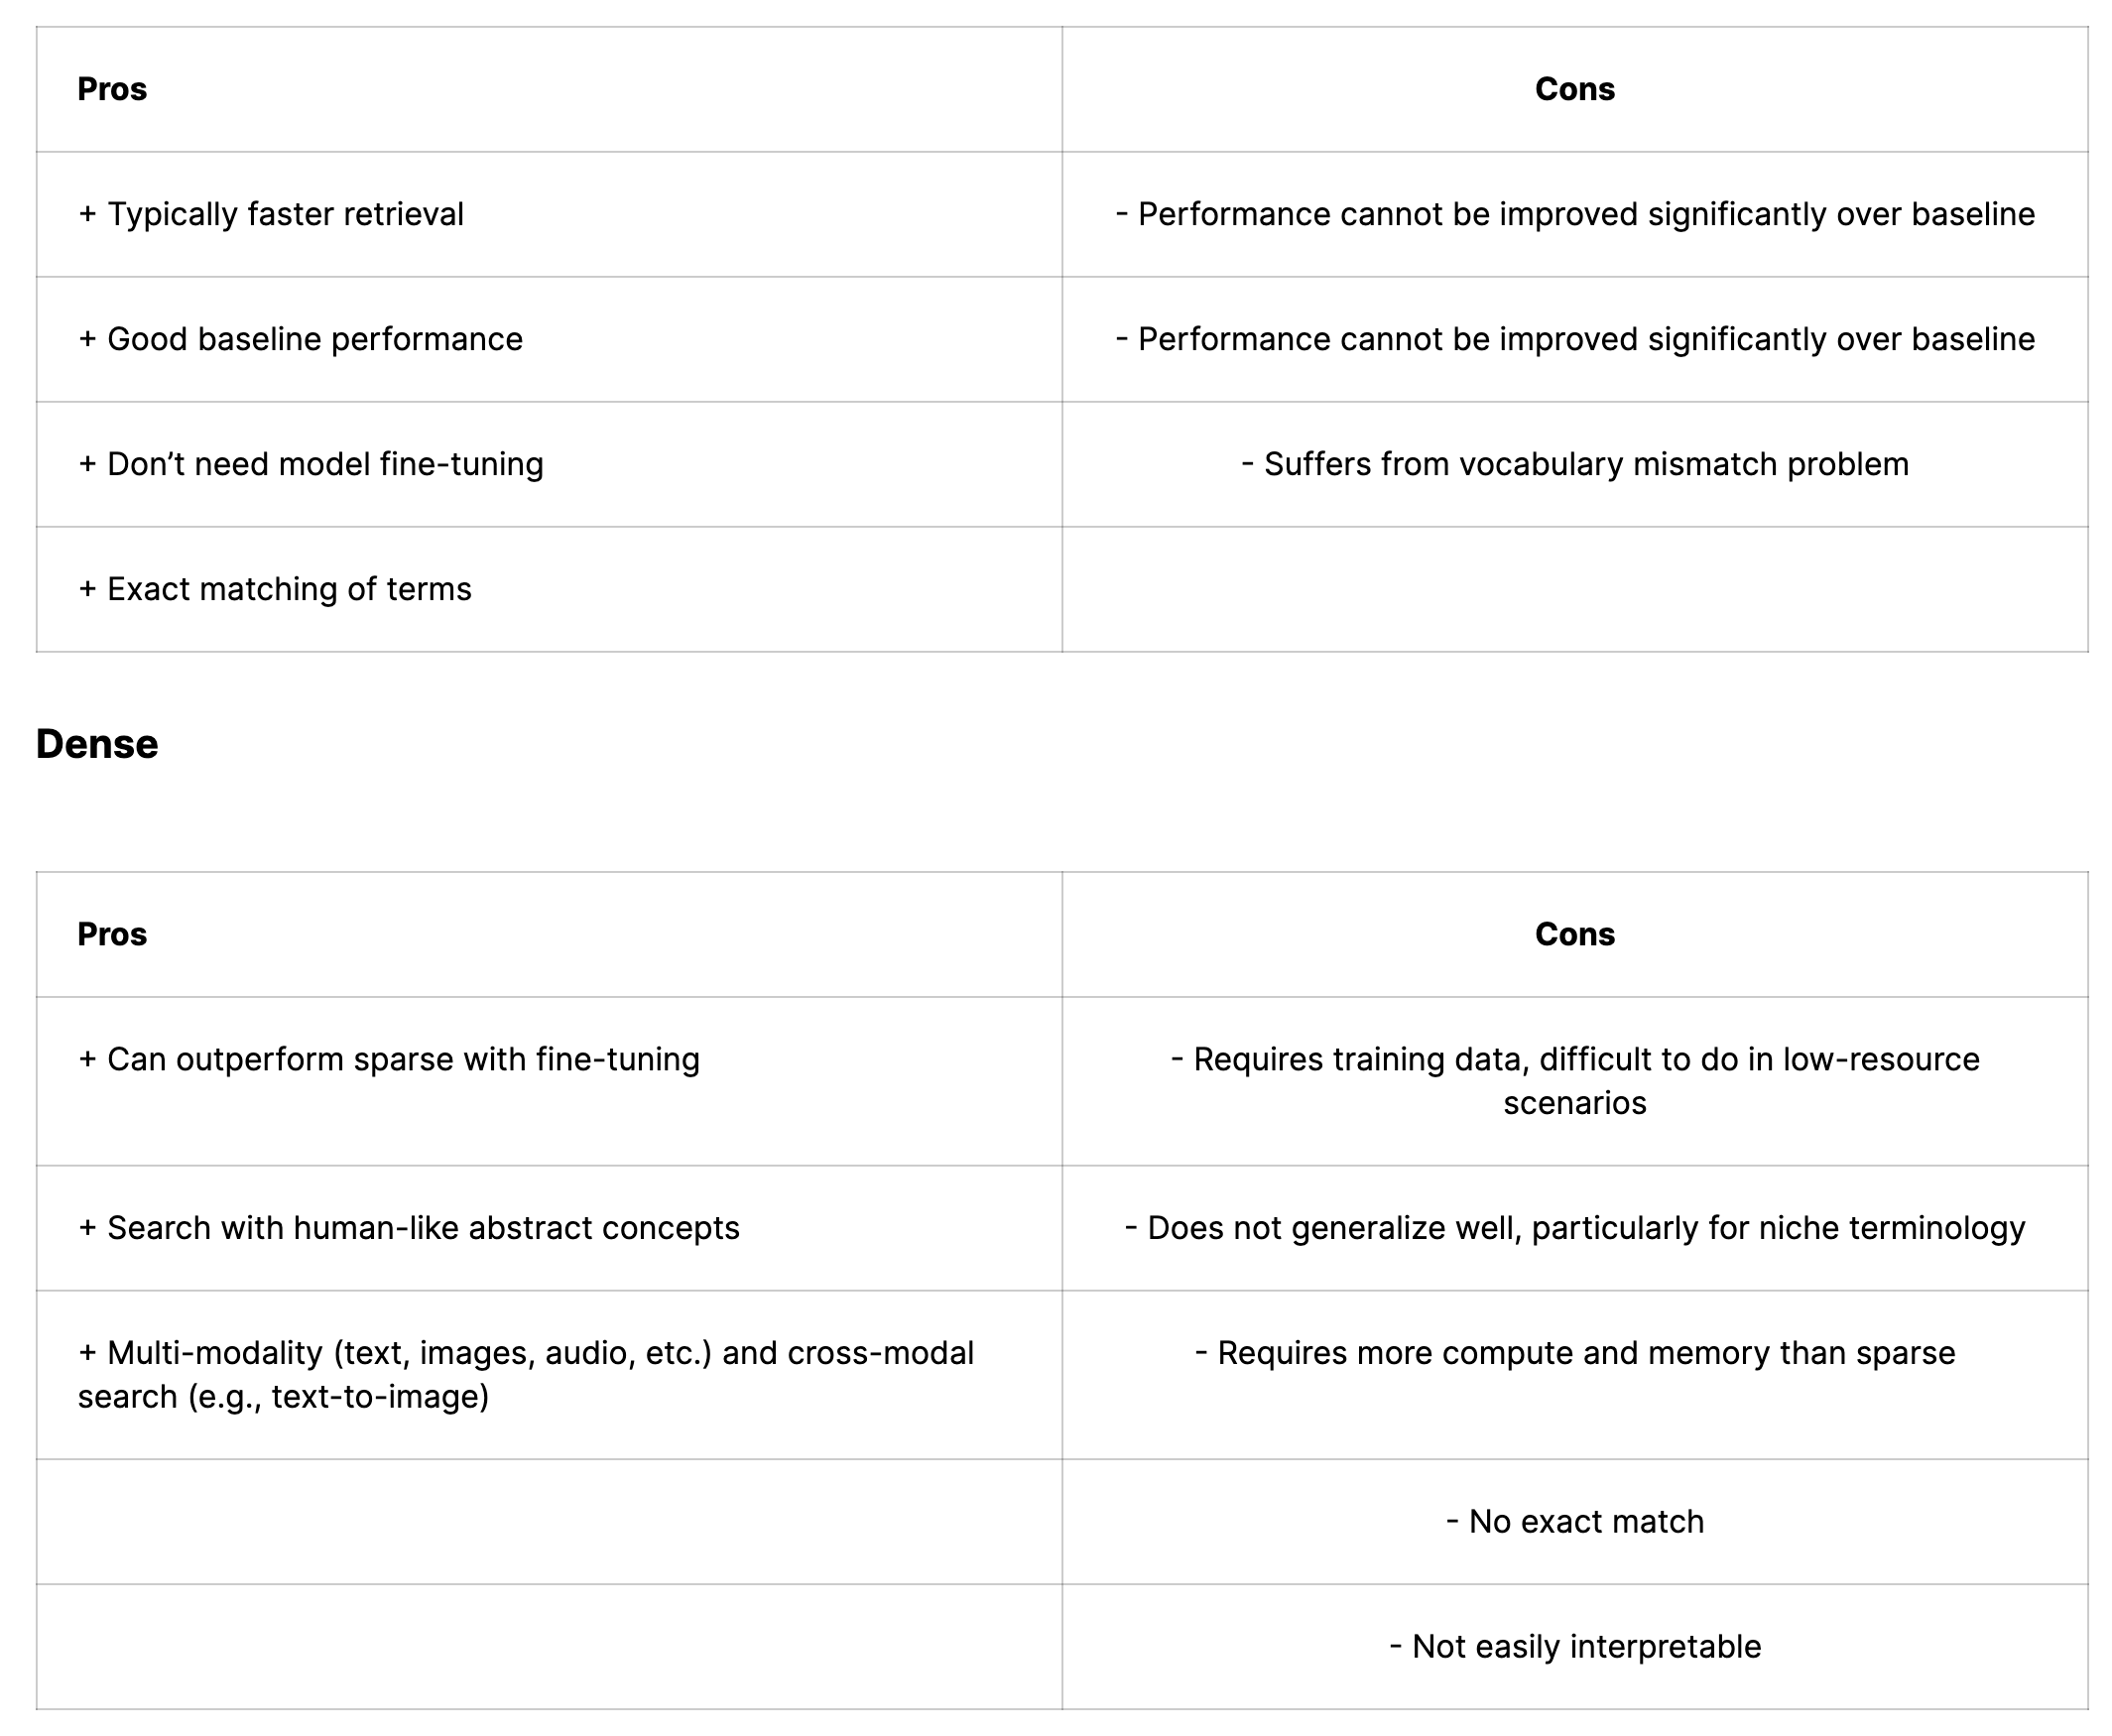 Pros
Cons
+ Typically faster retrieval
- Performance cannot be improved significantly over baseline
+ Good baseline performance
- Performance cannot be improved significantly over baseline
+ Don’t need model fine-tuning
- Suffers from vocabulary mismatch problem
+ Exact matching of terms
Dense
Pros
Cons
+ Can outperform sparse with fine-tuning
- Requires training data, difficult to do in low-resource
scenarios
+ Search with human-like abstract concepts
- Does not generalize well, particularly for niche terminology
+ Multi-modality (text, images, audio, etc.) and cross-modal
search (e.g., text-to-image)
- Requires more compute and memory than sparse
- No exact match
- Not easily interpretable